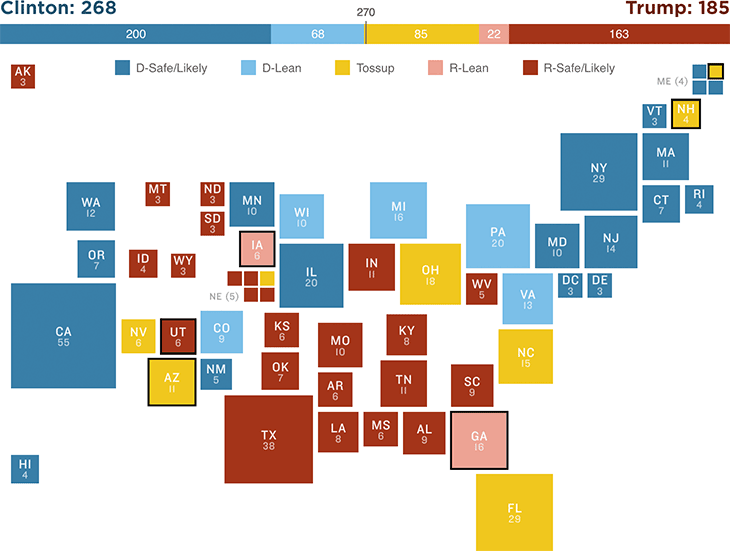 Clinton: 268
270
Trump: 185
200
68
85
22
163
D-Safe/Likely
D-Lean
Tossup
R-Lean
R-Safe/Likely
AK
3
ME (4)
VT
3
NH
4
NY
29
MA
11
WA
12
MT
3
ND
3
MN
10
WI
10
MI
16
CT
7
RI
4
SD
3
PA
20
MD
10
NJ
14
OR
7
ID
4
WY
3
IA
6
IL
20
IN
11
OH
18
WV
5
VA
13
DC
3
DE
3
NE (5)
CA
55
NV
6
UT
6
CO
9
KS
6
MO
10
KY
8
NC
15
AZ
11
NM
5
OK
7
AR
6
TN
11
SC
9
TX
38
LA
8
MS
6
AL
9
GA
16
HI
4
FL
29